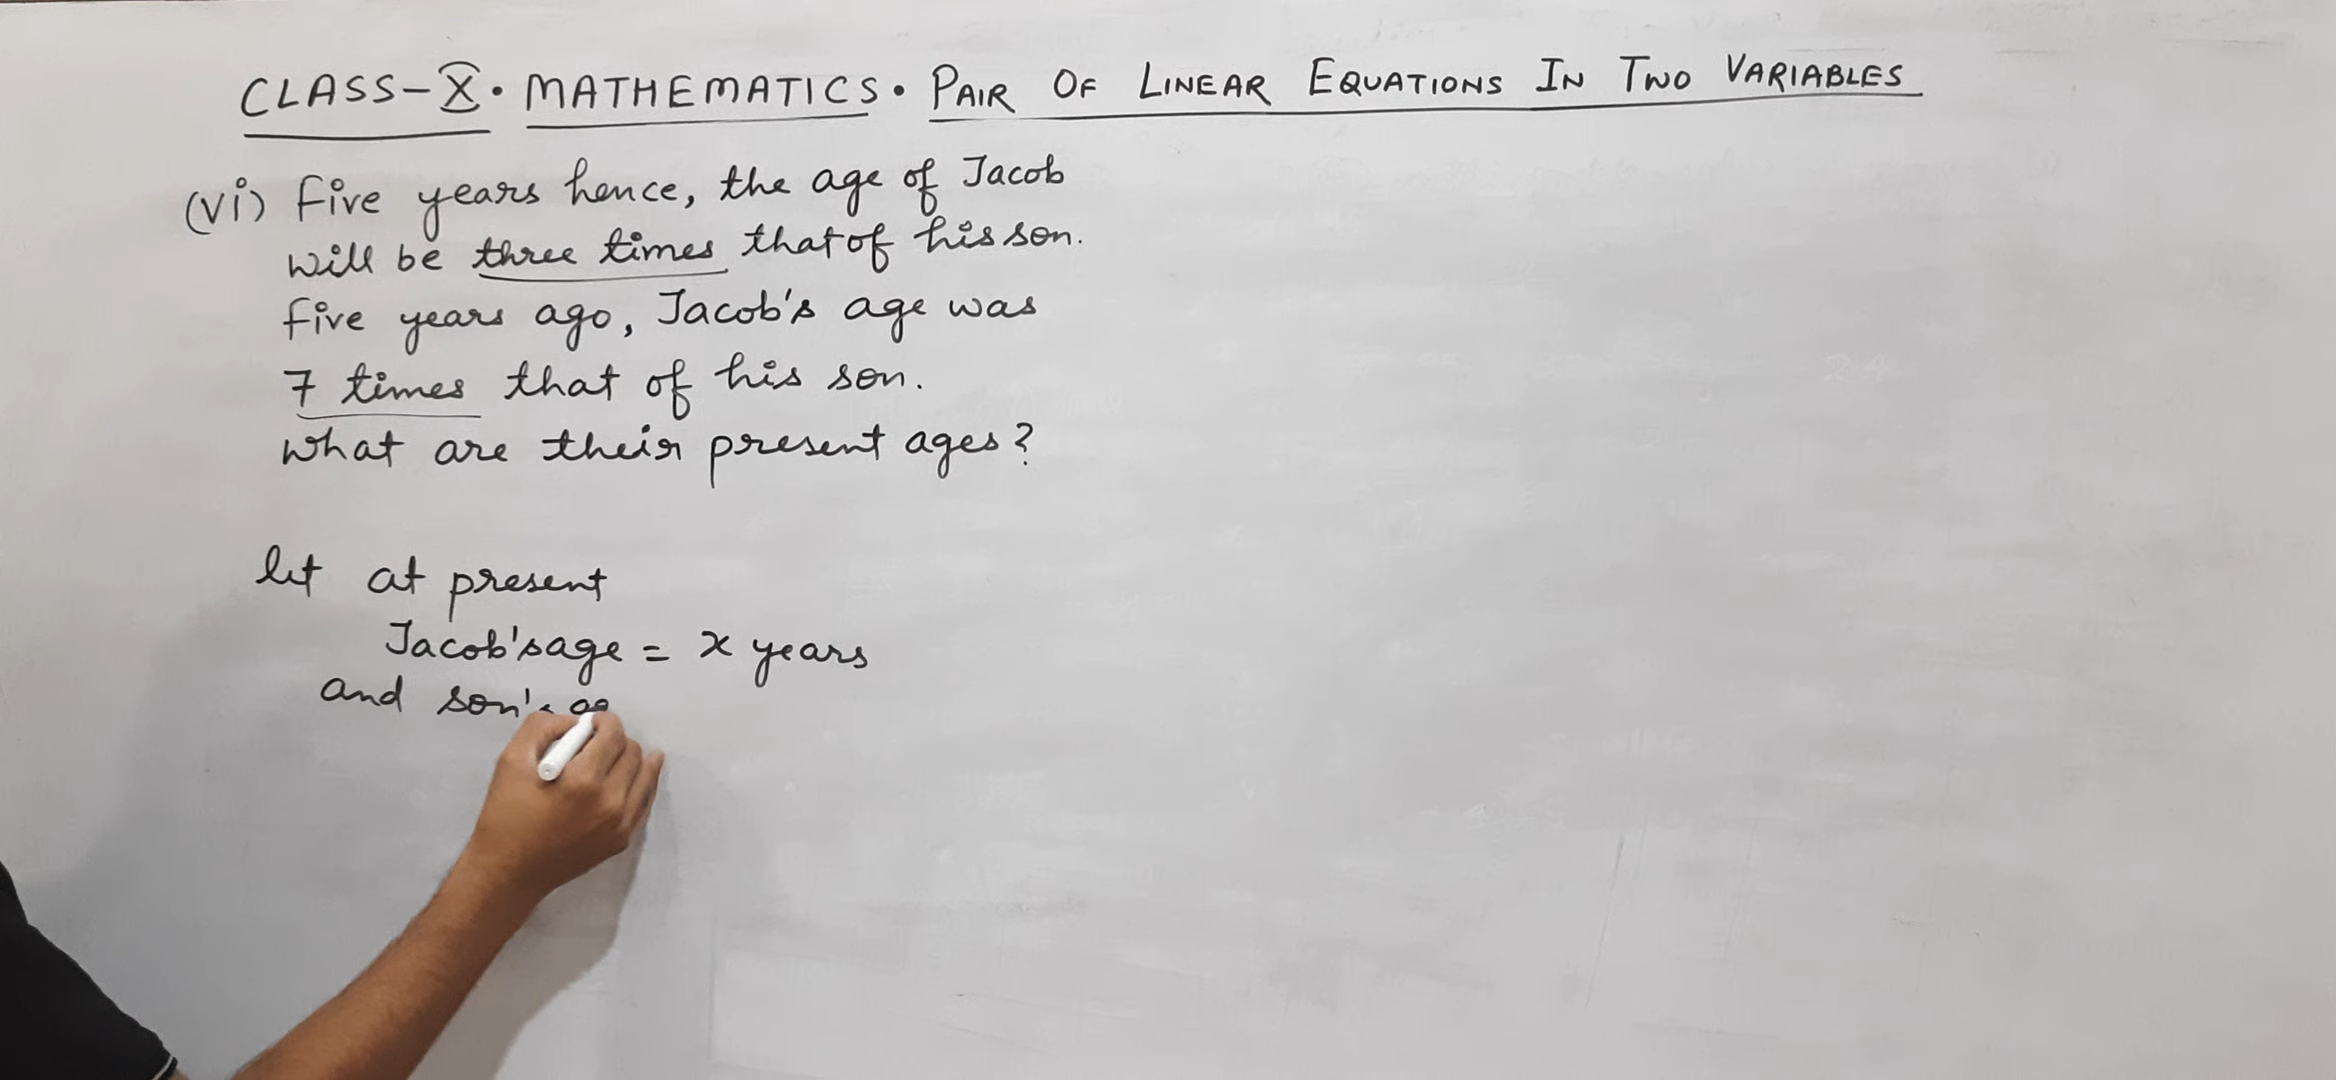 CLASS-X • MATHEMATICS • PAIR OF LINEAR EQUATIONS IN TWO VARIABLES
(vi) Five years hence, the age of Jacob
will be three times that of his son.
Five years ago, Jacob's age was
7 times that of his son.
What are their present ages?
let at present
Jacob's age = x years
and son's